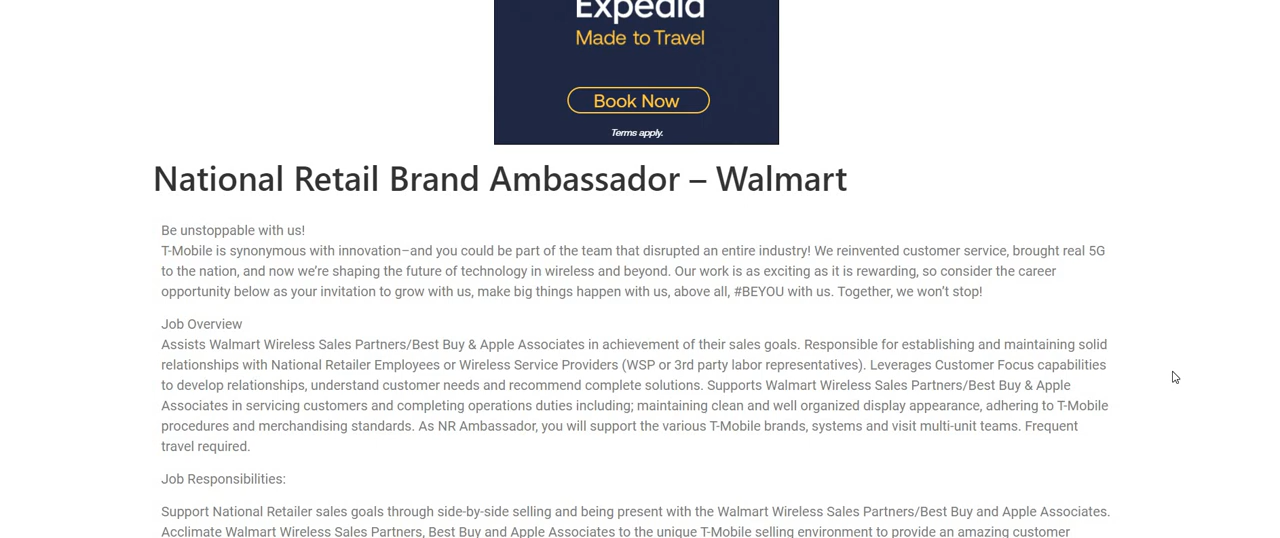 Expedia
Made to Travel
Book Now
Terms apply.
National Retail Brand Ambassador – Walmart
Be unstoppable with us!
T-Mobile is synonymous with innovation–and you could be part of the team that disrupted an entire industry! We reinvented customer service, brought real 5G
to the nation, and now we’re shaping the future of technology in wireless and beyond. Our work is as exciting as it is rewarding, so consider the career
opportunity below as your invitation to grow with us, make big things happen with us, above all, #BEYOU with us. Together, we won’t stop!
Job Overview
Assists Walmart Wireless Sales Partners/Best Buy & Apple Associates in achievement of their sales goals. Responsible for establishing and maintaining solid
relationships with National Retailer Employees or Wireless Service Providers (WSP or 3rd party labor representatives). Leverages Customer Focus capabilities
to develop relationships, understand customer needs and recommend complete solutions. Supports Walmart Wireless Sales Partners/Best Buy & Apple
Associates in servicing customers and completing operations duties including; maintaining clean and well organized display appearance, adhering to T-Mobile
procedures and merchandising standards. As NR Ambassador, you will support the various T-Mobile brands, systems and visit multi-unit teams. Frequent
travel required.
Job Responsibilities:
Support National Retailer sales goals through side-by-side selling and being present with the Walmart Wireless Sales Partners/Best Buy and Apple Associates.
Acclimate Walmart Wireless Sales Partners, Best Buy and Apple Associates to the unique T-Mobile selling environment to provide an amazing customer